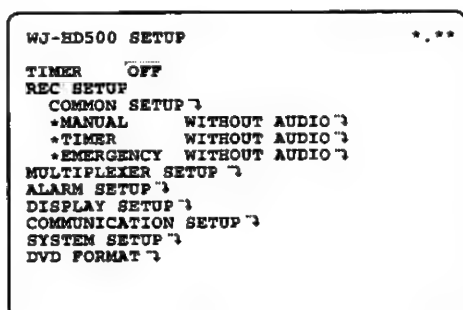 WJ-HD500 SETUP *.**
TIMER OFF
REC SETUP
COMMON SETUP↴
*MANUAL WITHOUT AUDIO↴
*TIMER WITHOUT AUDIO↴
*EMERGENCY WITHOUT AUDIO↴
MULTIPLEXER SETUP ↴
ALARM SETUP↴
DISPLAY SETUP↴
COMMUNICATION SETUP↴
SYSTEM SETUP↴
DVD FORMAT↴